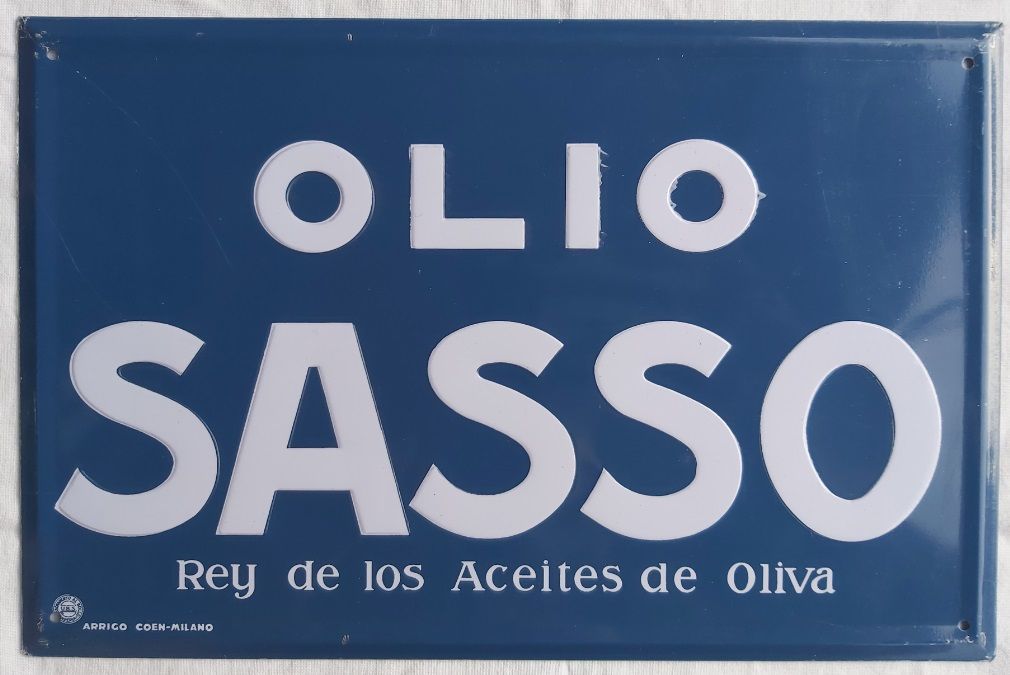 OLIO
SASSO
Rey de los Aceites de Oliva
ARRIGO COEN-MILANO